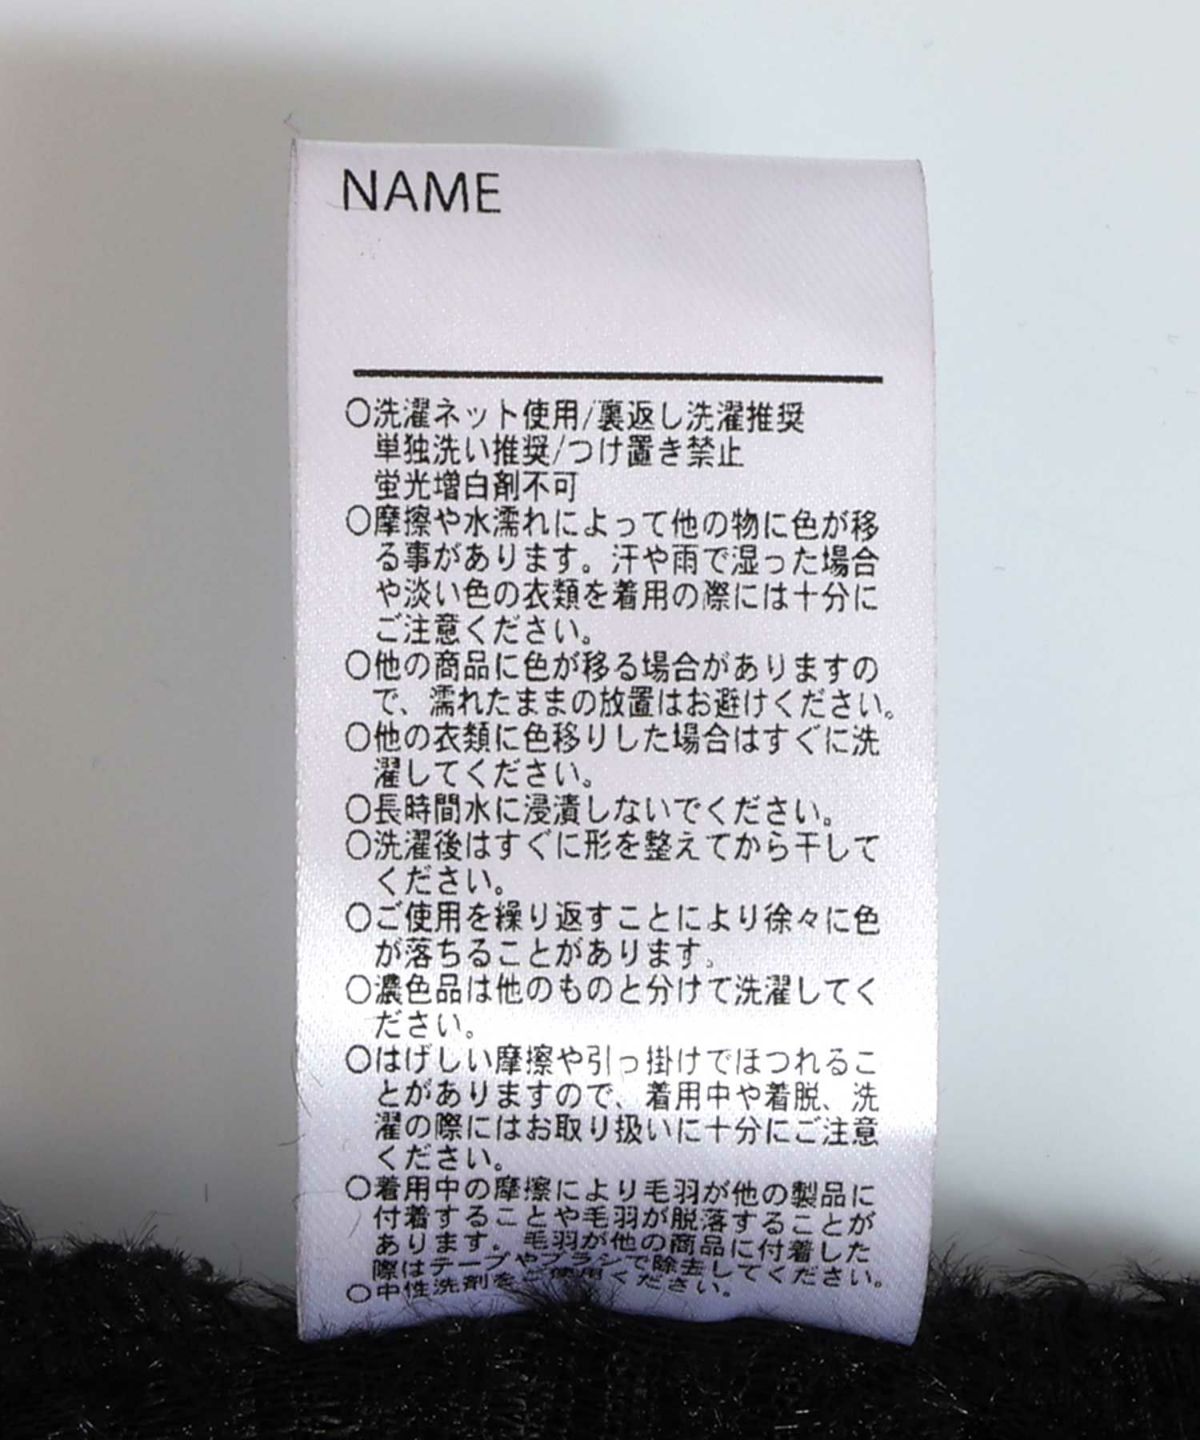 NAME
○洗濯ネット使用/裏返し洗濯推奨
単独洗い推奨/つけ置き禁止
蛍光増白剤不可
○摩擦や水濡れによって他の物に色が移
る事があります。汗や雨で湿った場合
や淡い色の衣類を着用の際には十分に
ご注意ください。
○他の商品に色が移る場合がありますの
で、濡れたままの放置はお避けください。
○他の衣類に色移りした場合はすぐに洗
濯してください。
○長時間水に浸漬しないでください。
○洗濯後はすぐに形を整えてから干して
ください。
○ご使用を繰り返すことにより徐々に色
が落ちることがあります。
○濃色品は他のものと分けて洗濯してく
ださい。
○はげしい摩擦や引っ掛けでほつれるこ
とがありますので、着用中や着脱、洗
濯の際にはお取り扱いに十分にご注意
ください。
○着用中の摩擦により毛羽が他の製品に
付着することや毛羽が脱落することが
あります。毛羽が他の商品に付着した
際はテープやブラシで除去してください。
○中性洗剤をご使用ください。